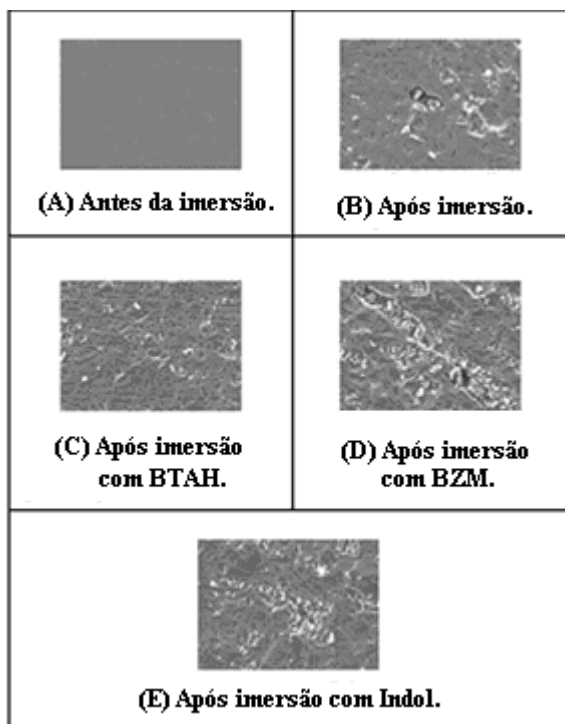 (A) Antes da imersão.
(B) Após imersão.
(C) Após imersão
com BTAH.
(D) Após imersão
com BZM.
(E) Após imersão com Indol.